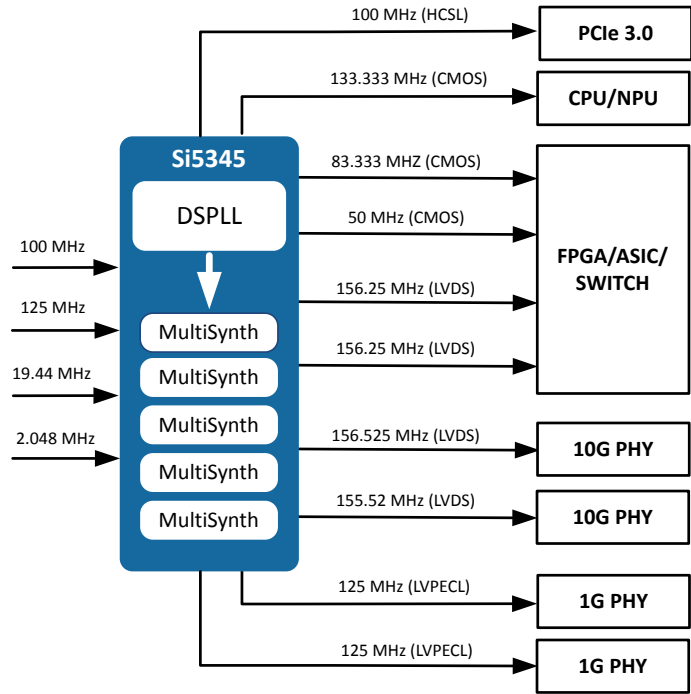 100 MHz (HCSL)
PCIe 3.0
133.333 MHz (CMOS)
CPU/NPU
Si5345
DSPLL
MultiSynth
MultiSynth
MultiSynth
MultiSynth
MultiSynth
100 MHz
125 MHz
19.44 MHz
2.048 MHz
83.333 MHZ (CMOS)
50 MHz (CMOS)
156.25 MHz (LVDS)
156.25 MHz (LVDS)
FPGA/ASIC/
SWITCH
156.525 MHz (LVDS)
10G PHY
155.52 MHz (LVDS)
10G PHY
125 MHz (LVPECL)
1G PHY
125 MHz (LVPECL)
1G PHY